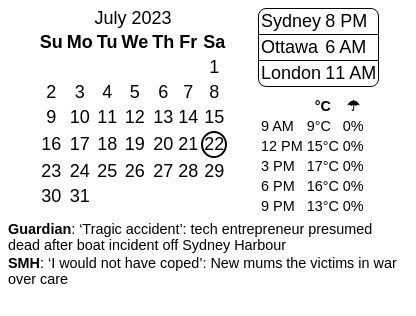 July 2023
Su Mo Tu We Th Fr Sa
1
2 3 4 5 6 7 8
9 10 11 12 13 14 15
16 17 18 19 20 21 22
23 24 25 26 27 28 29
30 31
Sydney 8 PM
Ottawa 6 AM
London 11 AM
°C ☂
9 AM 9°C 0%
12 PM 15°C 0%
3 PM 17°C 0%
6 PM 16°C 0%
9 PM 13°C 0%
Guardian: ‘Tragic accident’: tech entrepreneur presumed
dead after boat incident off Sydney Harbour
SMH: ‘I would not have coped’: New mums the victims in war
over care